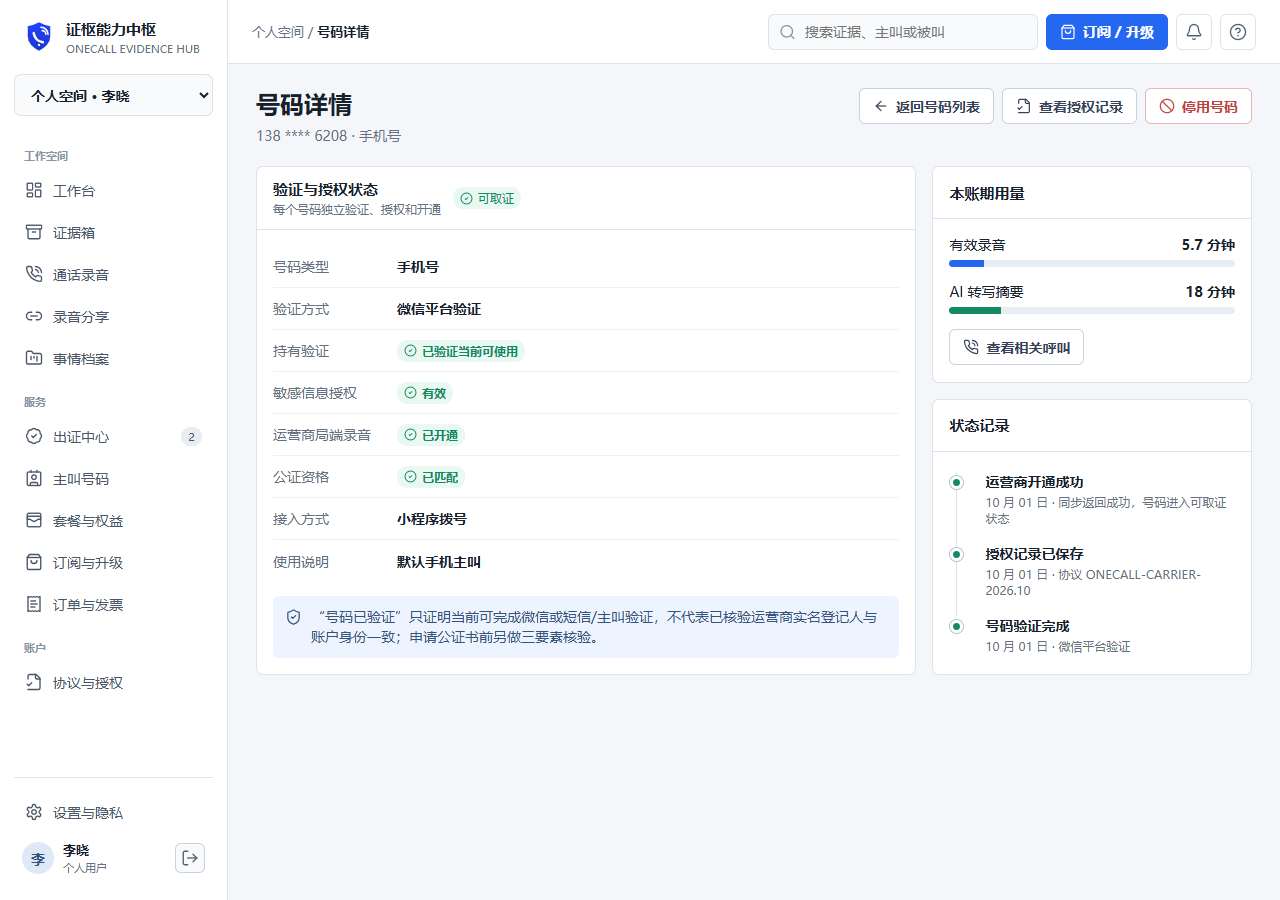 证枢能力中枢
ONECALL EVIDENCE HUB
个人空间 • 李晓
工作空间
工作台
证据箱
通话录音
录音分享
事情档案
服务
出证中心 2
主叫号码
套餐与权益
订阅与升级
订单与发票
账户
协议与授权
设置与隐私
李
李晓
个人用户
个人空间 / 号码详情
搜索证据、主叫或被叫
订阅 / 升级
号码详情
138 **** 6208 · 手机号
返回号码列表
查看授权记录
停用号码
验证与授权状态
每个号码独立验证、授权和开通
可取证
号码类型 手机号
验证方式 微信平台验证
持有验证 已验证当前可使用
敏感信息授权 有效
运营商局端录音 已开通
公证资格 已匹配
接入方式 小程序拨号
使用说明 默认手机主叫
“号码已验证”只证明当前可完成微信或短信/主叫验证，不代表已核验运营商实名登记人与
账户身份一致；申请公证书前另做三要素核验。
本账期用量
有效录音 5.7 分钟
AI 转写摘要 18 分钟
查看相关呼叫
状态记录
运营商开通成功
10 月 01 日 · 同步返回成功，号码进入可取证
状态
授权记录已保存
10 月 01 日 · 协议 ONECALL-CARRIER-
2026.10
号码验证完成
10 月 01 日 · 微信平台验证